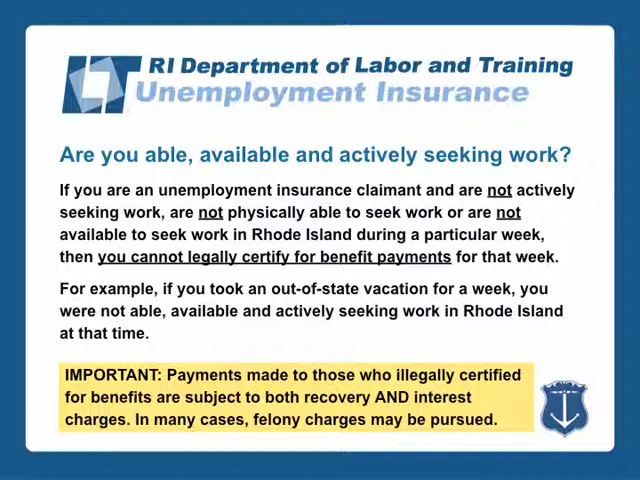 RI Department of Labor and Training
Unemployment Insurance
Are you able, available and actively seeking work?
If you are an unemployment insurance claimant and are not actively
seeking work, are not physically able to seek work or are not
available to seek work in Rhode Island during a particular week,
then you cannot legally certify for benefit payments for that week.
For example, if you took an out-of-state vacation for a week, you
were not able, available and actively seeking work in Rhode Island
at that time.
IMPORTANT: Payments made to those who illegally certified
for benefits are subject to both recovery AND interest
charges. In many cases, felony charges may be pursued.